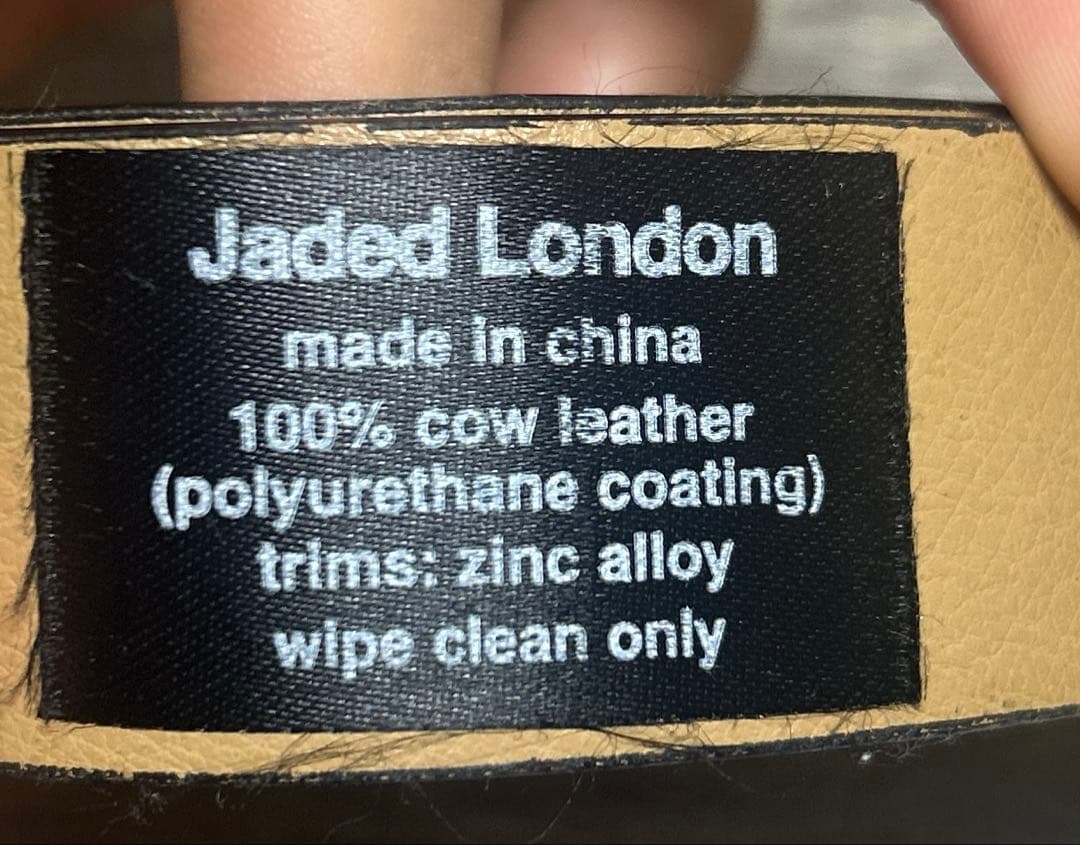 Jaded London
made in china
100% cow leather
(polyurethane coating)
trims: zinc alloy
wipe clean only